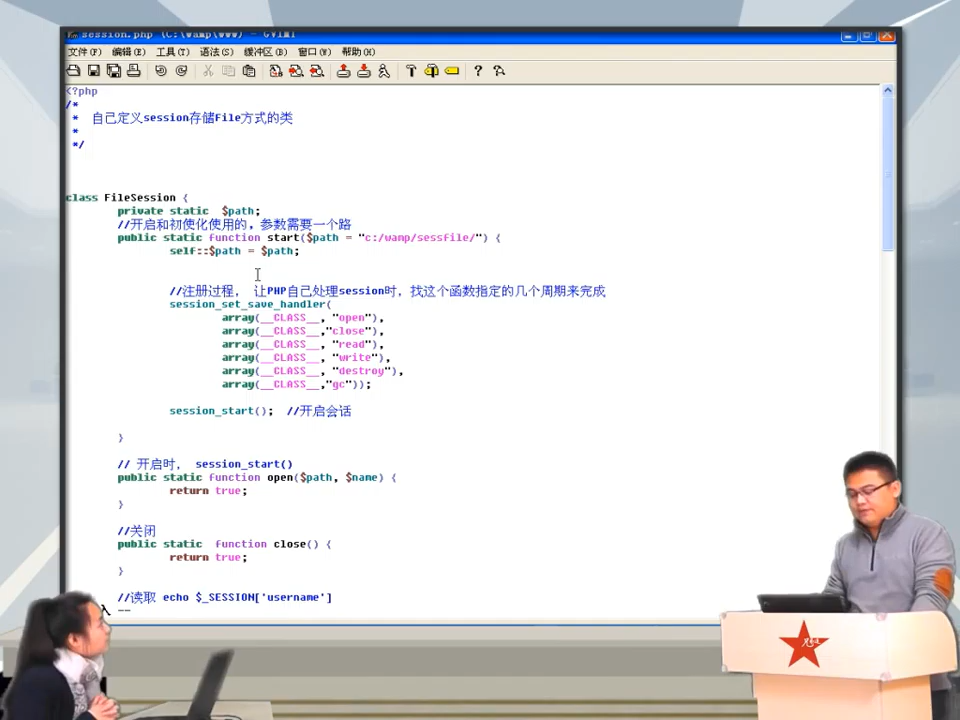 session.php (C:\wamp\www) - GVIM1
文件(F) 编辑(E) 工具(T) 语法(S) 缓冲区(B) 窗口(W) 帮助(H)
<?php
/*
* 自己定义session存储File方式的类
*
*/
class FileSession {
private static $path;
//开启和初使化使用的, 参数需要一个路
public static function start($path = "c:/wamp/sessfile/") {
self::$path = $path;
//注册过程, 让PHP自己处理session时, 找这个函数指定的几个周期来完成
session_set_save_handler(
array(__CLASS__, "open"),
array(__CLASS__,"close"),
array(__CLASS__, "read"),
array(__CLASS__, "write"),
array(__CLASS__, "destroy"),
array(__CLASS__,"gc"));
session_start(); //开启会话
}
// 开启时, session_start()
public static function open($path, $name) {
return true;
}
//关闭
public static function close() {
return true;
}
//读取 echo $_SESSION['username']
--